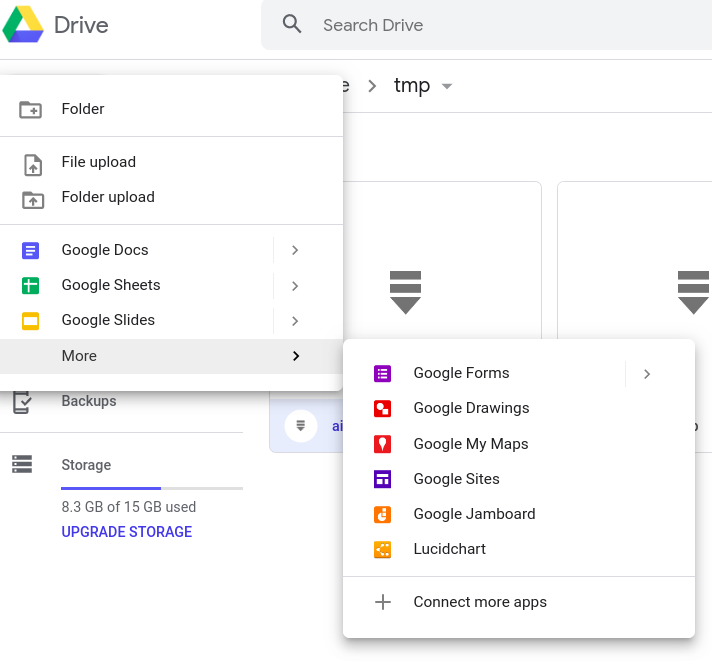 Drive
Search Drive
tmp
Folder
File upload
Folder upload
Google Docs
Google Sheets
Google Slides
More
Google Forms
Google Drawings
Google My Maps
Google Sites
Google Jamboard
Lucidchart
Connect more apps
Backups
ai
Storage
8.3 GB of 15 GB used
UPGRADE STORAGE